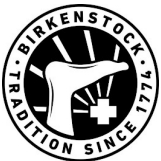 BIRKENSTOCK
TRADITION SINCE 1774